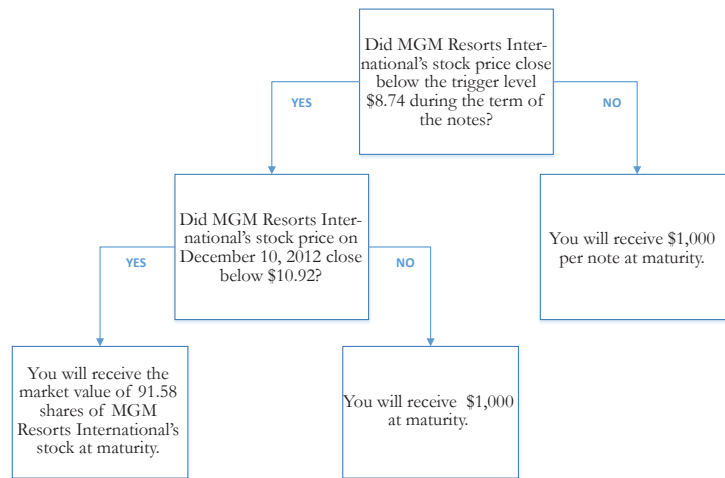 Did MGM Resorts Inter-
national's stock price close
below the trigger level
$8.74 during the term of
the notes?
YES
NO
Did MGM Resorts Inter-
national's stock price on
December 10, 2012 close
below $10.92?
You will receive $1,000
per note at maturity.
YES
NO
You will receive the
market value of 91.58
shares of MGM
Resorts International's
stock at maturity.
You will receive $1,000
at maturity.